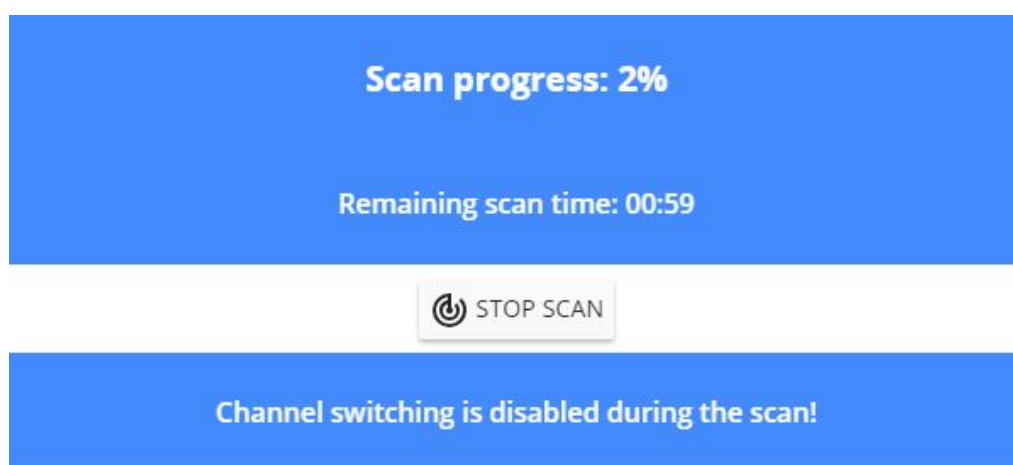 Scan progress: 2%
Remaining scan time: 00:59
STOP SCAN
Channel switching is disabled during the scan!